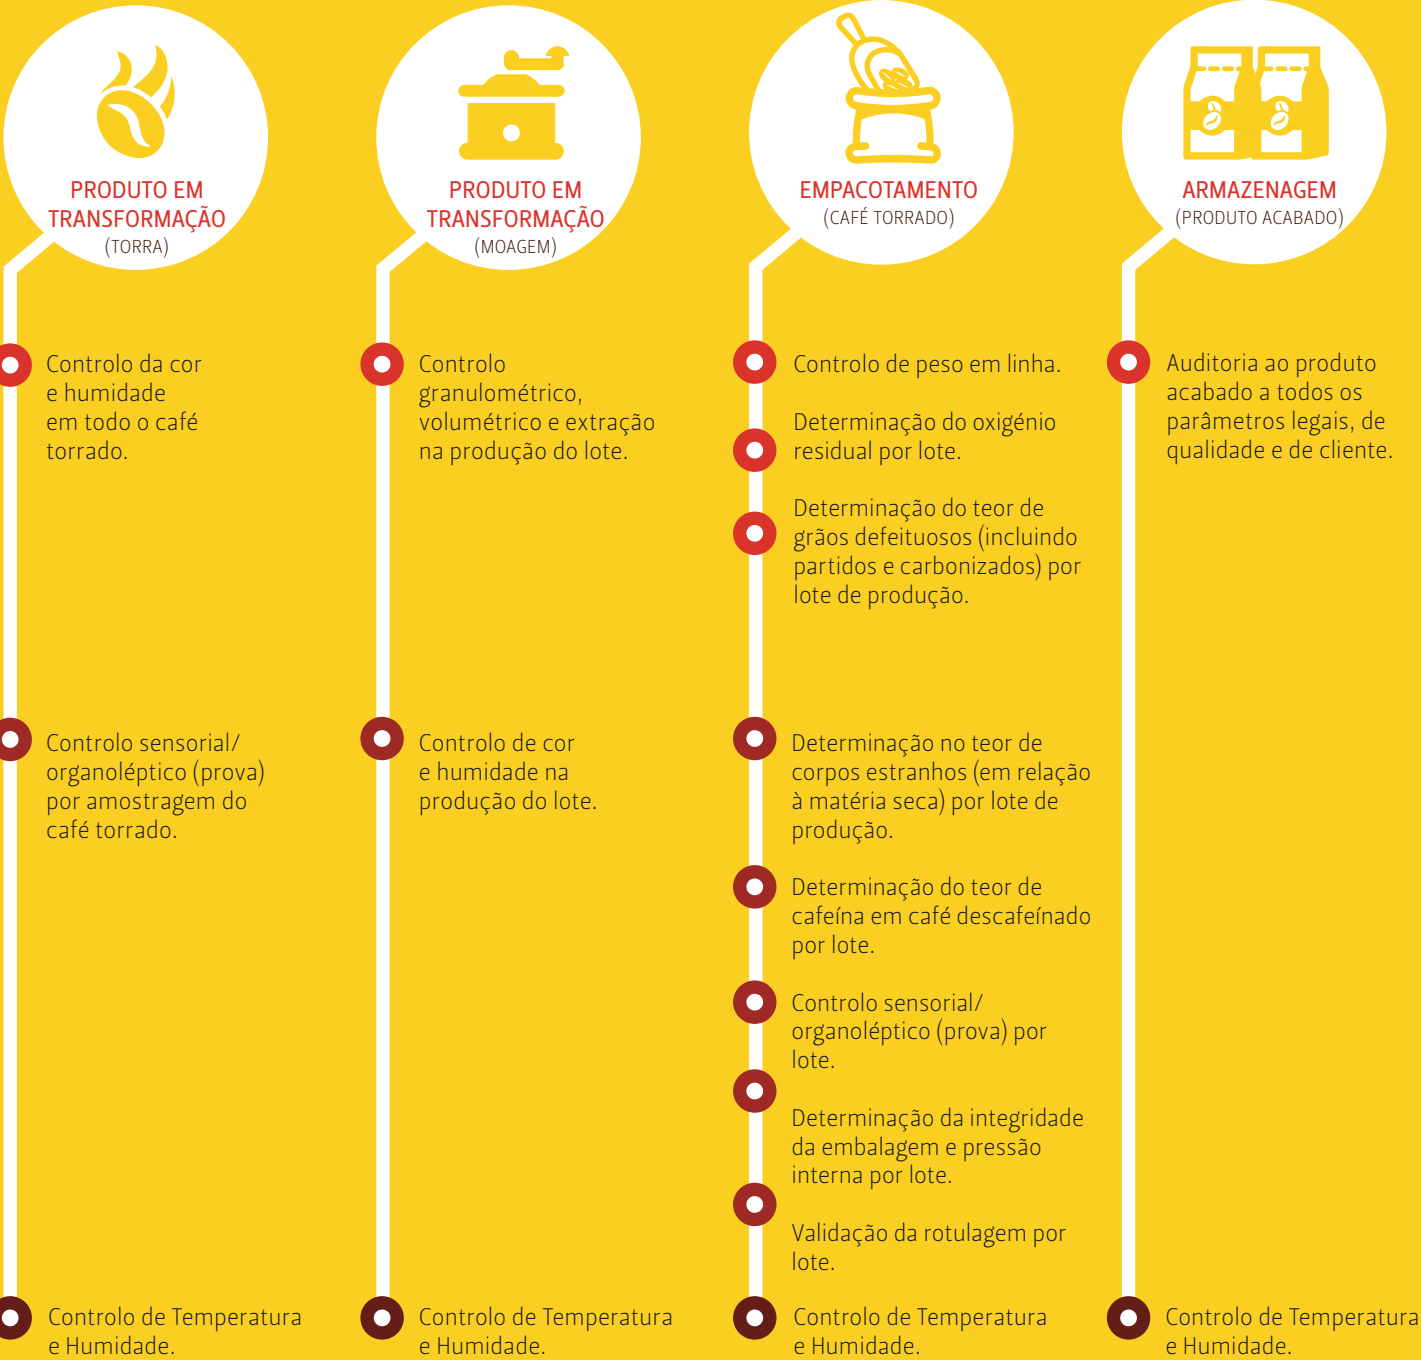 PRODUTO EM
TRANSFORMAÇÃO
(TORRA)
Controlo da cor
e humidade
em todo o café
torrado.
Controlo sensorial/
organoléptico (prova)
por amostragem do
café torrado.
Controlo de Temperatura
e Humidade.
PRODUTO EM
TRANSFORMAÇÃO
(MOAGEM)
Controlo
granulométrico,
volumétrico e extração
na produção do lote.
Controlo de cor
e humidade na
produção do lote.
Controlo de Temperatura
e Humidade.
EMPACOTAMENTO
(CAFÉ TORRADO)
Controlo de peso em linha.
Determinação do oxigénio
residual por lote.
Determinação do teor de
grãos defeituosos (incluindo
partidos e carbonizados) por
lote de produção.
Determinação no teor de
corpos estranhos (em relação
à matéria seca) por lote de
produção.
Determinação do teor de
cafeína em café descafeínado
por lote.
Controlo sensorial/
organoléptico (prova) por
lote.
Determinação da integridade
da embalagem e pressão
interna por lote.
Validação da rotulagem por
lote.
Controlo de Temperatura
e Humidade.
ARMAZENAGEM
(PRODUTO ACABADO)
Auditoria ao produto
acabado a todos os
parâmetros legais, de
qualidade e de cliente.
Controlo de Temperatura
e Humidade.